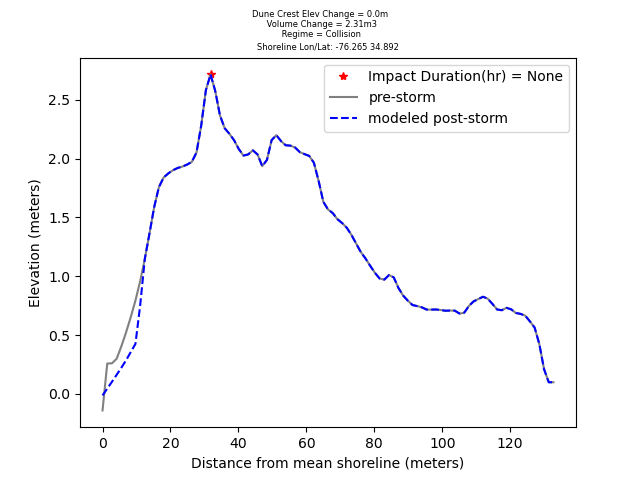 Dune Crest Elev Change = 0.0m
Volume Change = 2.31m3
Regime = Collision
Shoreline Lon/Lat: -76.265 34.892
Impact Duration(hr) = None
pre-storm
modeled post-storm
Elevation (meters)
2.5
2.0
1.5
1.0
0.5
0.0
0 20 40 60 80 100 120
Distance from mean shoreline (meters)